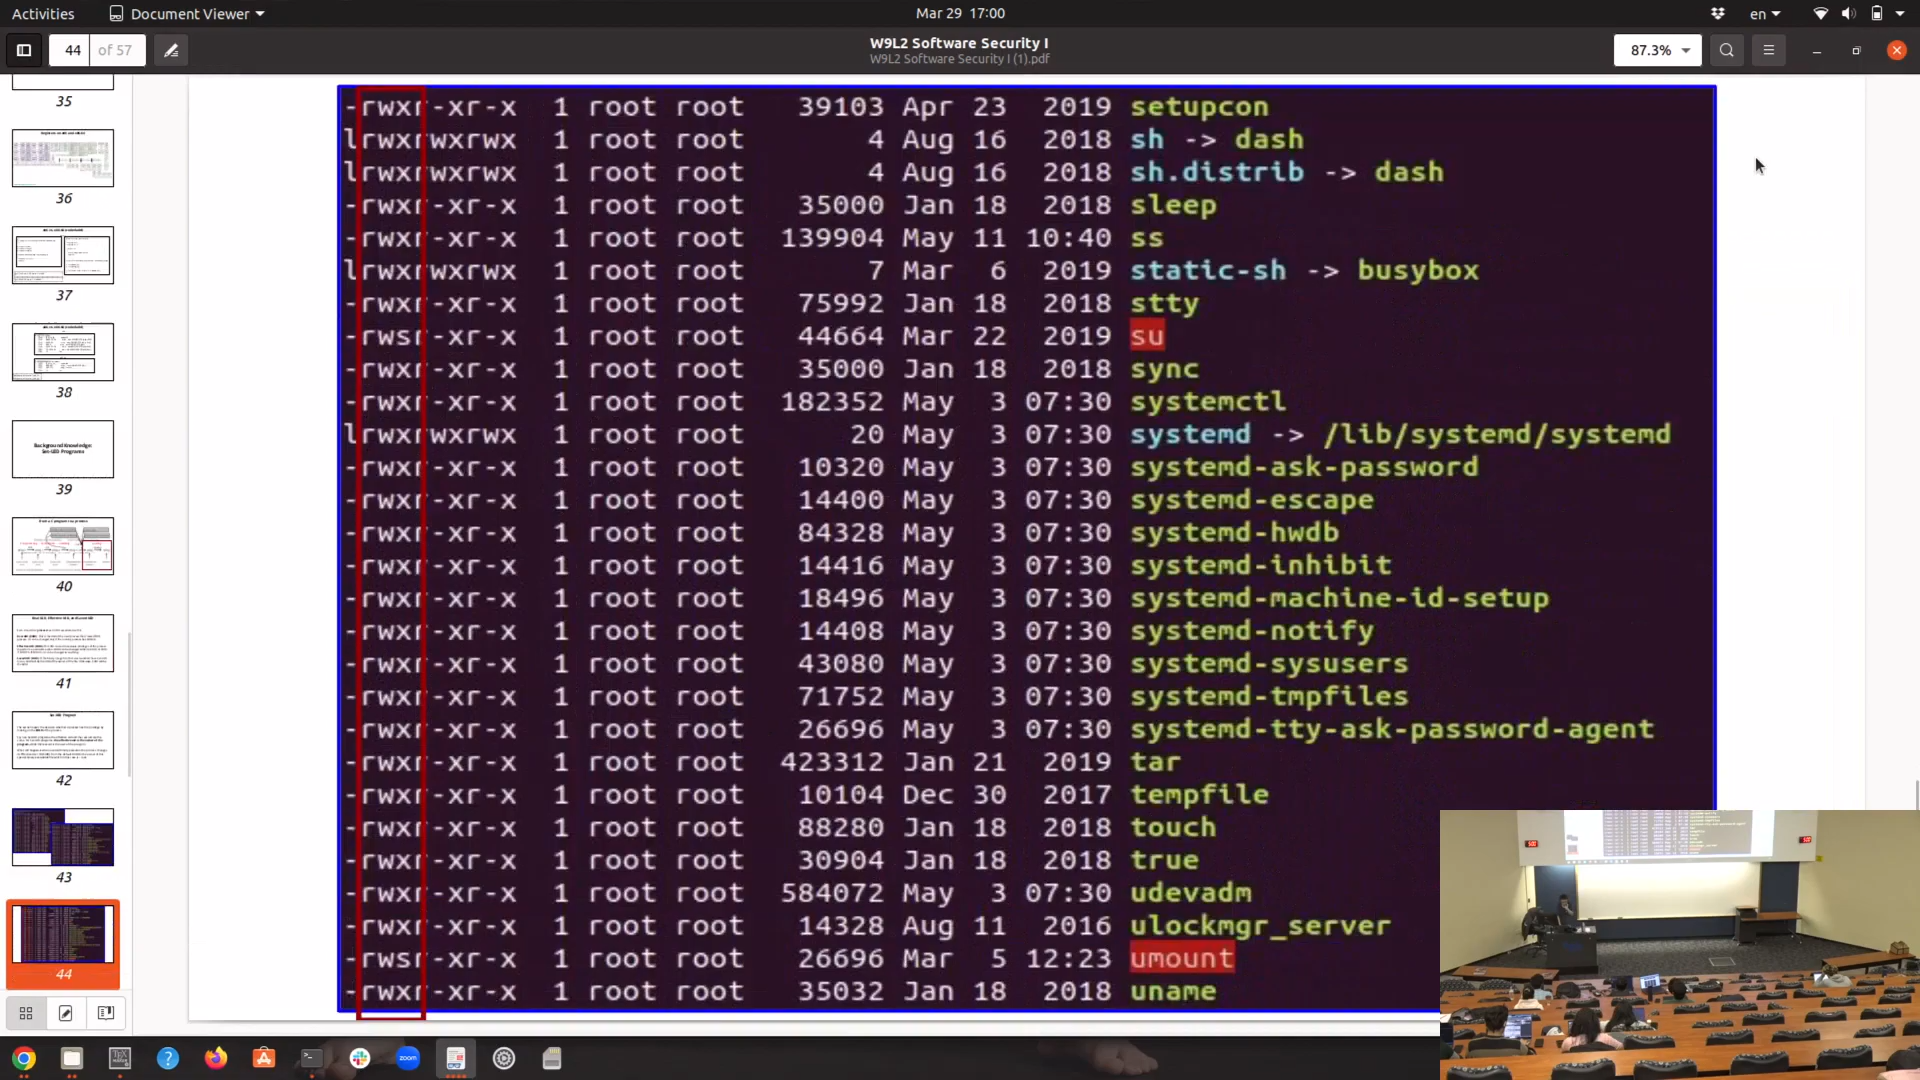 Activities
Document Viewer
Mar 29 17:00
en
44 of 57
W9L2 Software Security I
W9L2 Software Security I (1).pdf
87.3%
35
36
37
38
Background Knowledge:
Set-UID Programs
39
40
41
42
43
44
-rwxr-xr-x 1 root root 39103 Apr 23 2019 setupcon
lrwxrwxrwx 1 root root 4 Aug 16 2018 sh -> dash
lrwxrwxrwx 1 root root 4 Aug 16 2018 sh.distrib -> dash
-rwxr-xr-x 1 root root 35000 Jan 18 2018 sleep
-rwxr-xr-x 1 root root 139904 May 11 10:40 ss
lrwxrwxrwx 1 root root 7 Mar 6 2019 static-sh -> busybox
-rwxr-xr-x 1 root root 75992 Jan 18 2018 stty
-rwsr-xr-x 1 root root 44664 Mar 22 2019 su
-rwxr-xr-x 1 root root 35000 Jan 18 2018 sync
-rwxr-xr-x 1 root root 182352 May 3 07:30 systemctl
lrwxrwxrwx 1 root root 20 May 3 07:30 systemd -> /lib/systemd/systemd
-rwxr-xr-x 1 root root 10320 May 3 07:30 systemd-ask-password
-rwxr-xr-x 1 root root 14400 May 3 07:30 systemd-escape
-rwxr-xr-x 1 root root 84328 May 3 07:30 systemd-hwdb
-rwxr-xr-x 1 root root 14416 May 3 07:30 systemd-inhibit
-rwxr-xr-x 1 root root 18496 May 3 07:30 systemd-machine-id-setup
-rwxr-xr-x 1 root root 14408 May 3 07:30 systemd-notify
-rwxr-xr-x 1 root root 43080 May 3 07:30 systemd-sysusers
-rwxr-xr-x 1 root root 71752 May 3 07:30 systemd-tmpfiles
-rwxr-xr-x 1 root root 26696 May 3 07:30 systemd-tty-ask-password-agent
-rwxr-xr-x 1 root root 423312 Jan 21 2019 tar
-rwxr-xr-x 1 root root 10104 Dec 30 2017 tempfile
-rwxr-xr-x 1 root root 88280 Jan 18 2018 touch
-rwxr-xr-x 1 root root 30904 Jan 18 2018 true
-rwxr-xr-x 1 root root 584072 May 3 07:30 udevadm
-rwxr-xr-x 1 root root 14328 Aug 11 2016 ulockmgr_server
-rwsr-xr-x 1 root root 26696 Mar 5 12:23 umount
-rwxr-xr-x 1 root root 35032 Jan 18 2018 uname
zoom